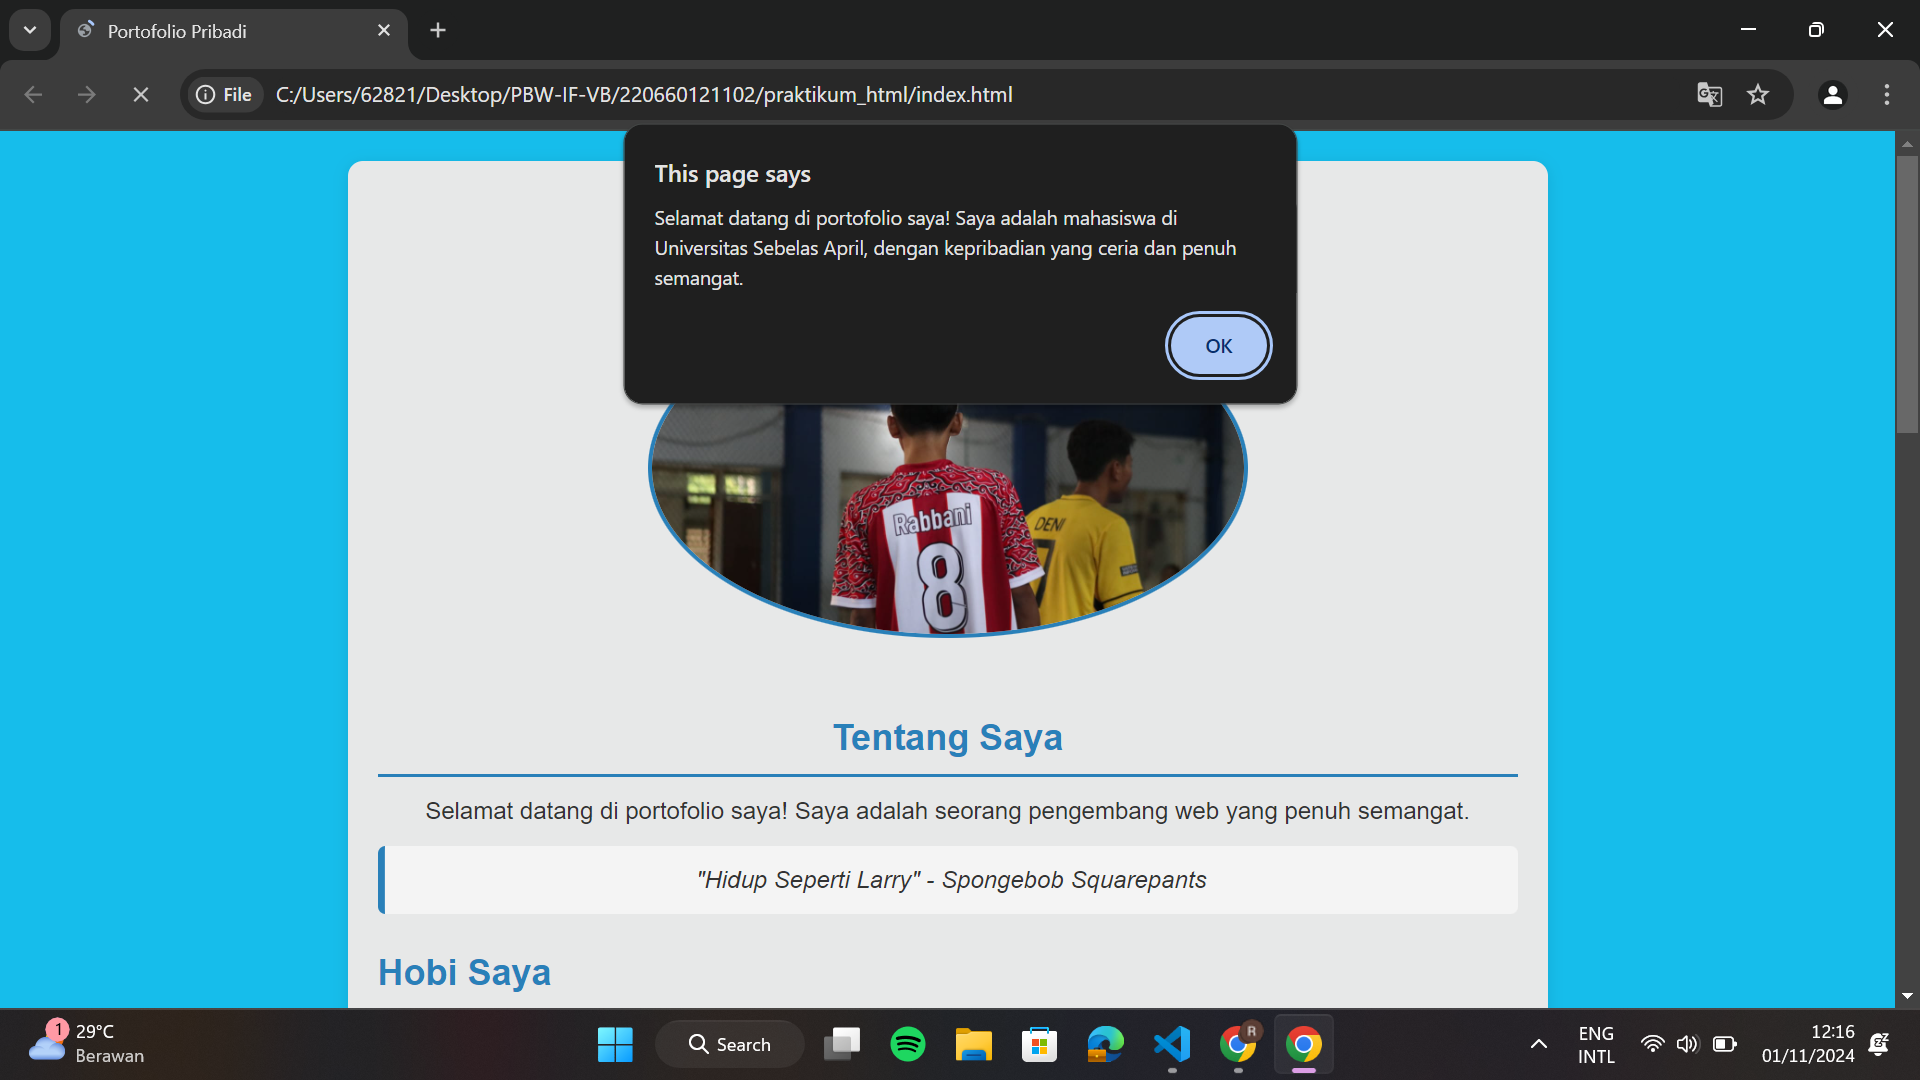 Portofolio Pribadi
File
C:/Users/62821/Desktop/PBW-IF-VB/220660121102/praktikum_html/index.html
This page says
Selamat datang di portofolio saya! Saya adalah mahasiswa di
Universitas Sebelas April, dengan kepribadian yang ceria dan penuh
semangat.
OK
Rabbani
8
DENI
7
Tentang Saya
Selamat datang di portofolio saya! Saya adalah seorang pengembang web yang penuh semangat.
"Hidup Seperti Larry" - Spongebob Squarepants
Hobi Saya
1
29°C
Berawan
Search
R
ENG
INTL
12:16
01/11/2024